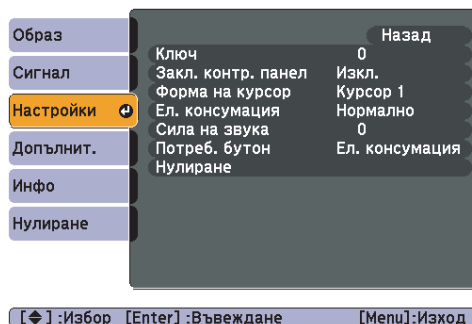 Образ
Сигнал
Настройки
Допълнит.
Инфо
Нулиране
Назад
Ключ 0
Закл. контр. панел Изкл.
Форма на курсор Курсор 1
Ел. консумация Нормално
Сила на звука 0
Потреб. бутон Ел. консумация
Нулиране
[◆] :Избор [Enter] :Въвеждане [Menu]:Изход